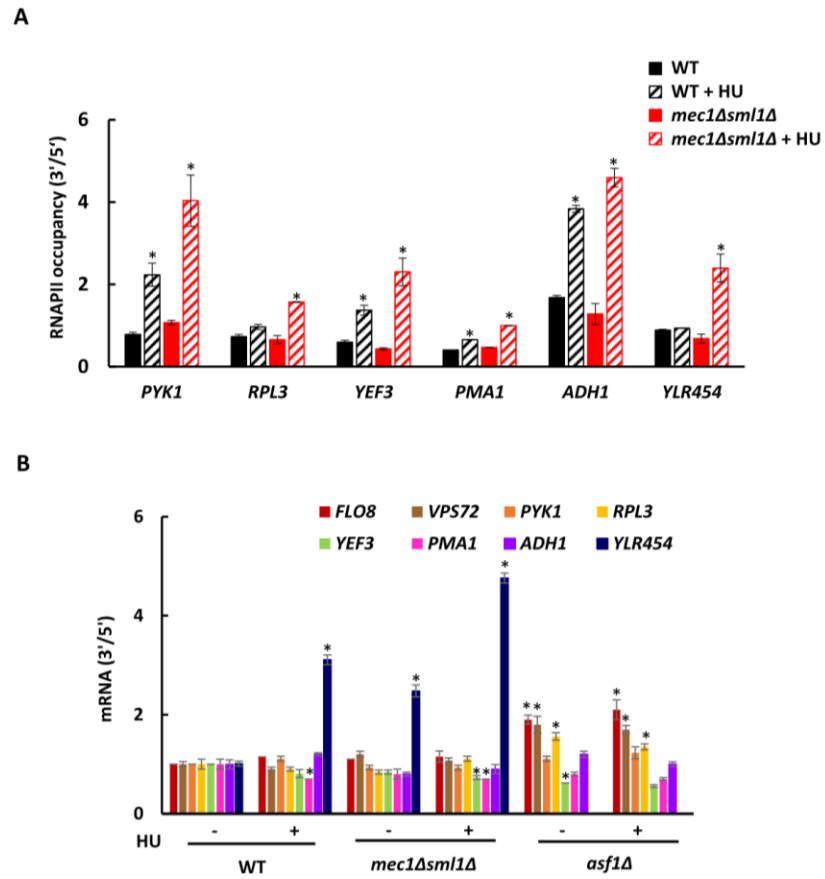 A
WT
WT + HU
mec1Δsml1Δ
mec1Δsml1Δ + HU
RNAPII occupancy (3'/5‘)
6
4
2
0
* * * * * * * * * *
PYK1 RPL3 YEF3 PMA1 ADH1 YLR454
B
FLO8 VPS72 PYK1 RPL3
YEF3 PMA1 ADH1 YLR454
mRNA (3'/5')
6
4
2
0
* * * * * * * * * * * * *
HU - + - + - +
WT mec1Δsml1Δ asf1Δ